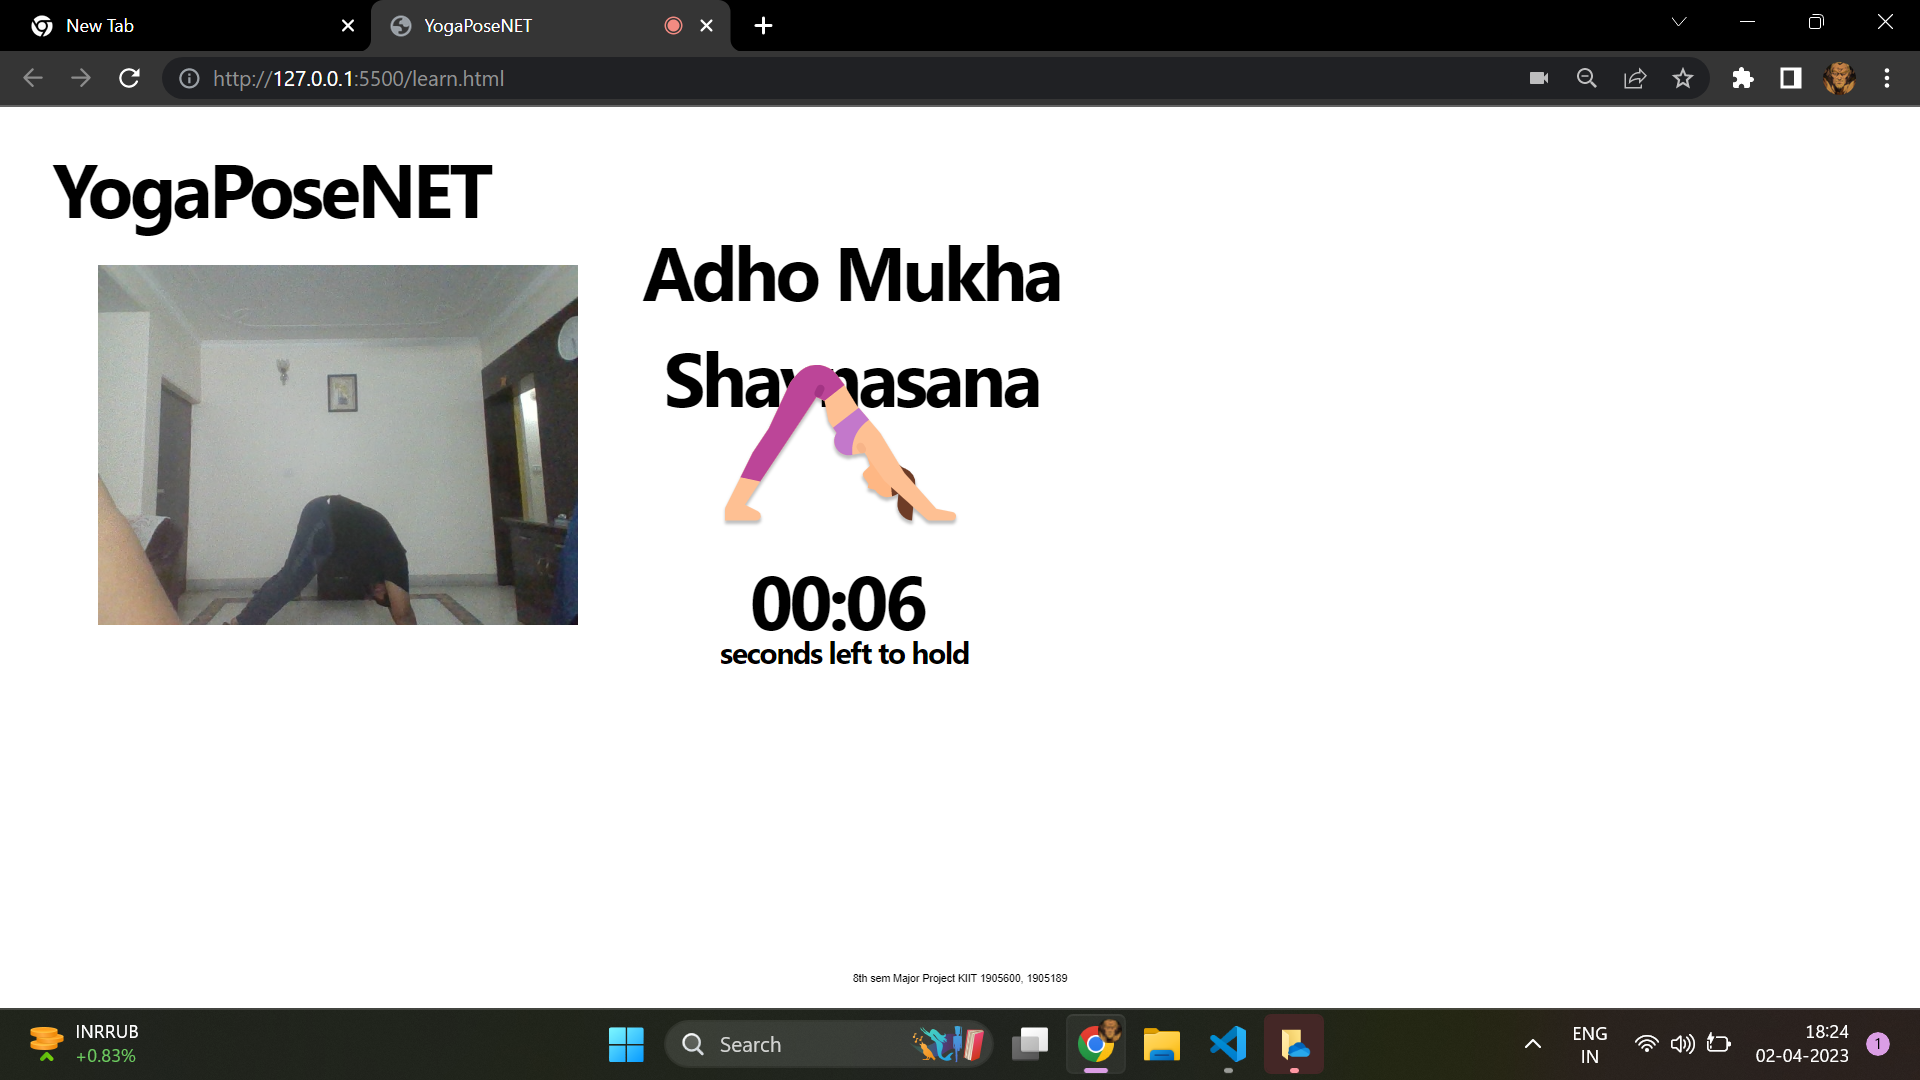 New Tab
YogaPoseNET
http://127.0.0.1:5500/learn.html
YogaPoseNET
Adho Mukha
Shavnasana
00:06
seconds left to hold
8th sem Major Project KIIT 1905600, 1905189
INRRUB
+0.83%
Search
ENG
IN
18:24
02-04-2023
1